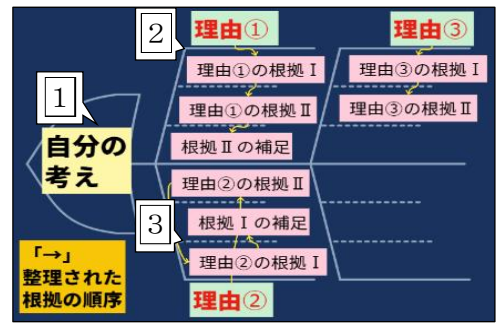 2
理由①
理由③
理由①の根拠Ⅰ
理由③の根拠Ⅰ
1
理由①の根拠Ⅱ
理由③の根拠Ⅱ
自分の
考え
根拠Ⅱの補足
理由②の根拠Ⅱ
3
根拠Ⅰの補足
理由②の根拠Ⅰ
理由②
「→」
整理された
根拠の順序